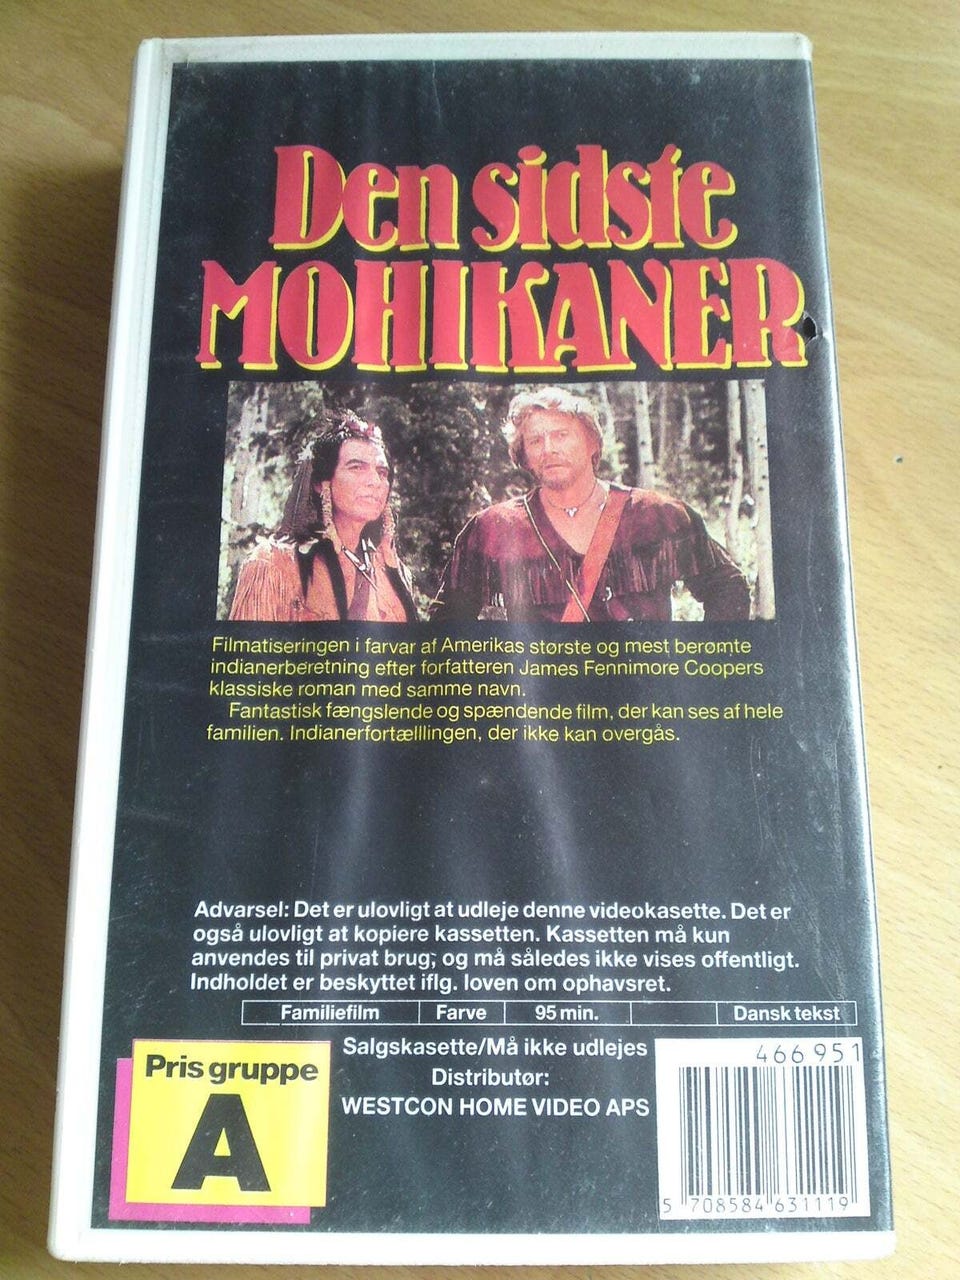 Den sidste
MOHIKANER
Filmatiseringen i farvar af Amerikas største og mest berømte
indianerberetning efter forfatteren James Fennimore Coopers
klassiske roman med samme navn.
Fantastisk fængslende og spændende film, der kan ses af hele
familien. Indianerfortælllingen, der ikke kan overgås.
Advarsel: Det er ulovligt at udleje denne videokasette. Det er
også ulovligt at kopiere kassetten. Kassetten må kun
anvendes til privat brug, og må således ikke vises offentligt.
Indholdet er beskyttet iflg. loven om ophavsret.
Familiefilm Farve 95 min. Dansk tekst
Salgskasette/Må ikke udlejes
Distributør:
WESTCON HOME VIDEO APS
Pris gruppe
A
466951
5 708584 631119